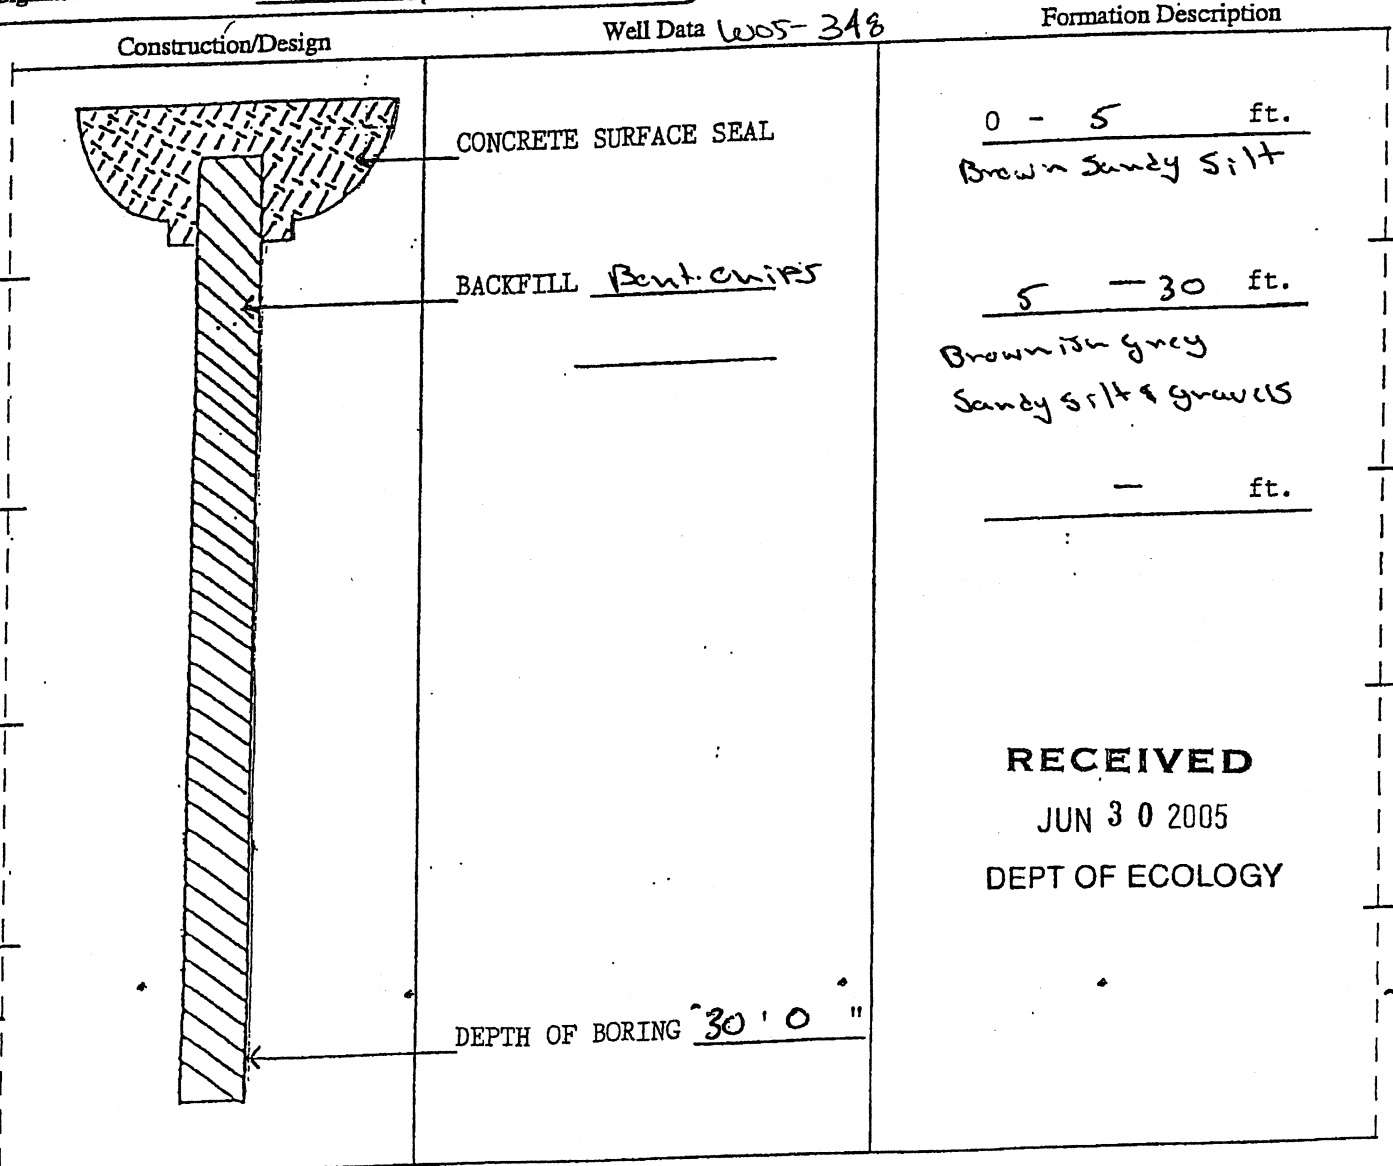 Construction/Design
Well Data W05-348
Formation Description
CONCRETE SURFACE SEAL
BACKFILL Bent. chips
DEPTH OF BORING 30 ' 0 "
0 - 5 ft.
Brown Sandy Silt
5 - 30 ft.
Brownish grey
Sandy silt & gravels
- ft.
RECEIVED
JUN 30 2005
DEPT OF ECOLOGY